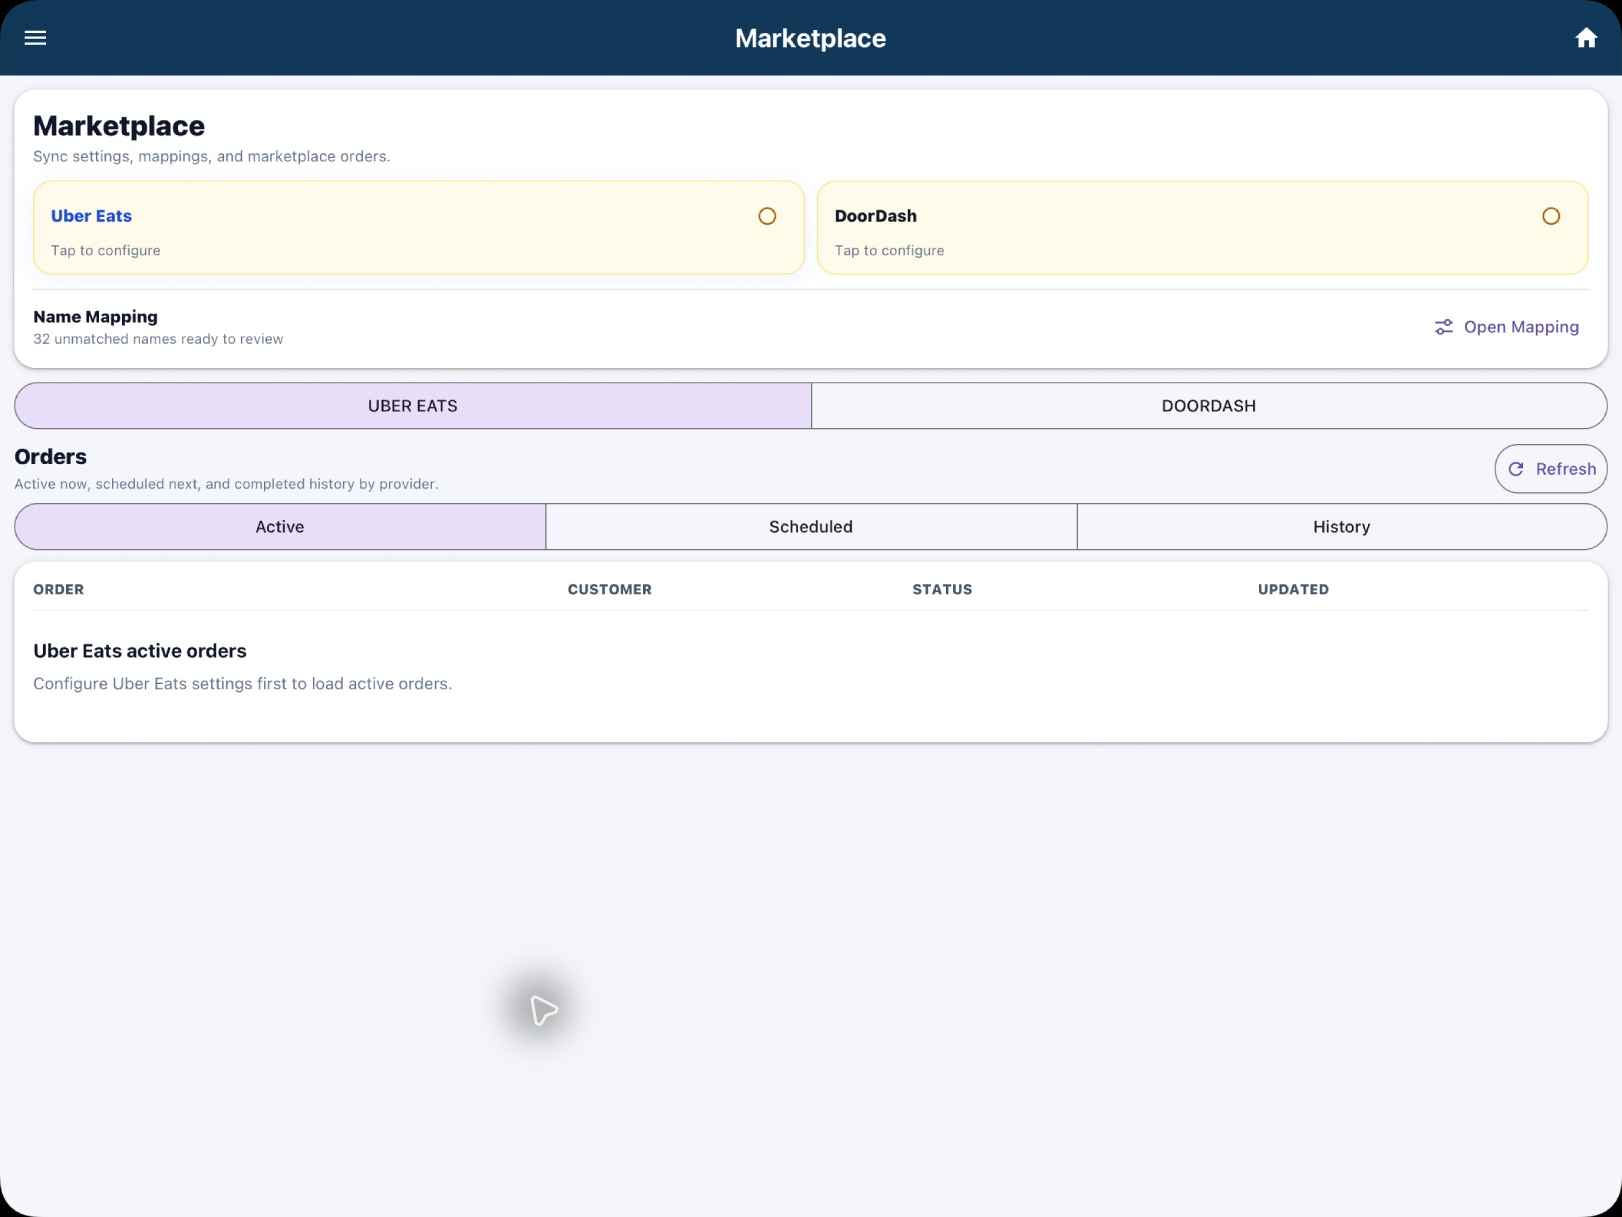 Marketplace
Marketplace
Sync settings, mappings, and marketplace orders.
Uber Eats
Tap to configure
DoorDash
Tap to configure
Name Mapping
32 unmatched names ready to review
Open Mapping
UBER EATS
DOORDASH
Orders
Active now, scheduled next, and completed history by provider.
Refresh
Active
Scheduled
History
ORDER
CUSTOMER
STATUS
UPDATED
Uber Eats active orders
Configure Uber Eats settings first to load active orders.